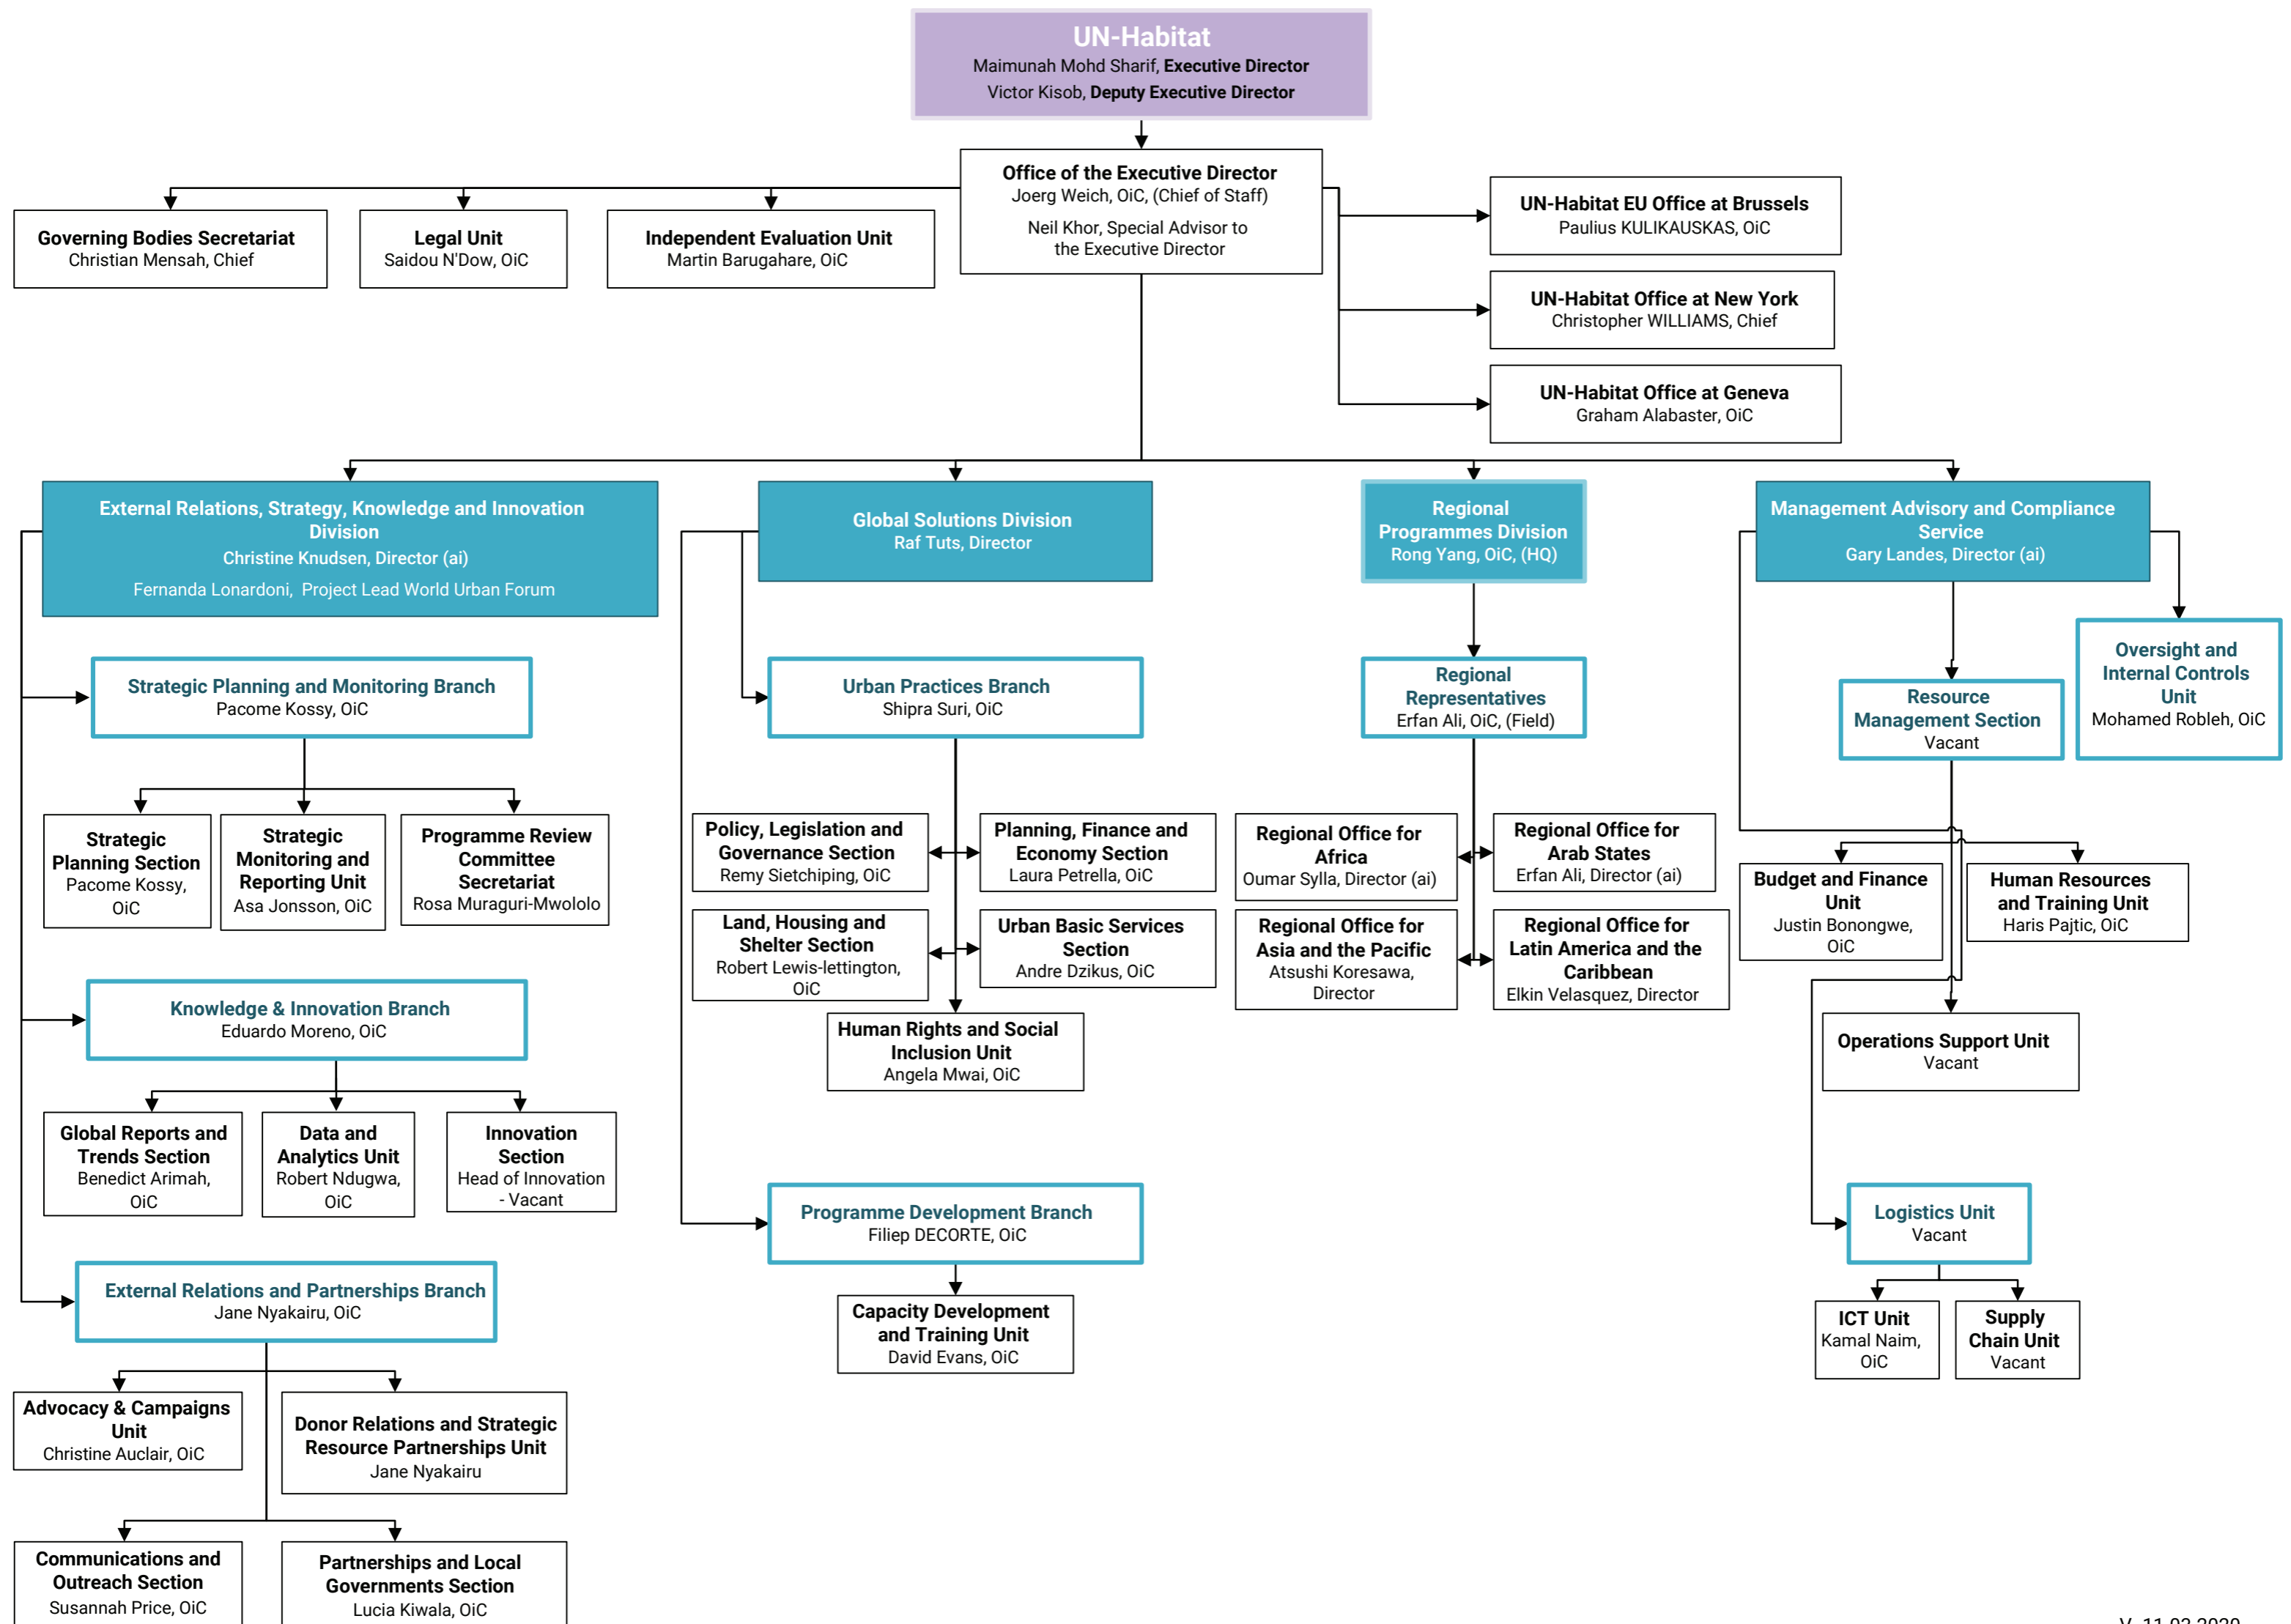 UN-Habitat
Maimunah Mohd Sharif, Executive Director
Victor Kisob, Deputy Executive Director
Office of the Executive Director
Joerg Weich, OiC, (Chief of Staff)
Neil Khor, Special Advisor to
the Executive Director
Governing Bodies Secretariat
Christian Mensah, Chief
Legal Unit
Saidou N'Dow, OiC
Independent Evaluation Unit
Martin Barugahare, OiC
UN-Habitat EU Office at Brussels
Paulius KULIKAUSKAS, OiC
UN-Habitat Office at New York
Christopher WILLIAMS, Chief
UN-Habitat Office at Geneva
Graham Alabaster, OiC
External Relations, Strategy, Knowledge and Innovation
Division
Christine Knudsen, Director (ai)
Fernanda Lonardoni, Project Lead World Urban Forum
Global Solutions Division
Raf Tuts, Director
Regional
Programmes Division
Rong Yang, OiC, (HQ)
Management Advisory and Compliance
Service
Gary Landes, Director (ai)
Strategic Planning and Monitoring Branch
Pacome Kossy, OiC
Urban Practices Branch
Shipra Suri, OiC
Regional
Representatives
Erfan Ali, OiC, (Field)
Resource
Management Section
Vacant
Oversight and
Internal Controls
Unit
Mohamed Robleh, OiC
Strategic
Planning Section
Pacome Kossy,
OiC
Strategic
Monitoring and
Reporting Unit
Asa Jonsson, OiC
Programme Review
Committee
Secretariat
Rosa Muraguri-Mwololo
Policy, Legislation and
Governance Section
Remy Sietchiping, OiC
Planning, Finance and
Economy Section
Laura Petrella, OiC
Regional Office for
Africa
Oumar Sylla, Director (ai)
Regional Office for
Arab States
Erfan Ali, Director (ai)
Budget and Finance
Unit
Justin Bonongwe,
OiC
Human Resources
and Training Unit
Haris Pajtic, OiC
Land, Housing and
Shelter Section
Robert Lewis-lettington,
OiC
Urban Basic Services
Section
Andre Dzikus, OiC
Regional Office for
Asia and the Pacific
Atsushi Koresawa,
Director
Regional Office for
Latin America and the
Caribbean
Elkin Velasquez, Director
Knowledge & Innovation Branch
Eduardo Moreno, OiC
Human Rights and Social
Inclusion Unit
Angela Mwai, OiC
Operations Support Unit
Vacant
Global Reports and
Trends Section
Benedict Arimah,
OiC
Data and
Analytics Unit
Robert Ndugwa,
OiC
Innovation
Section
Head of Innovation
- Vacant
Programme Development Branch
Filiep DECORTE, OiC
Logistics Unit
Vacant
External Relations and Partnerships Branch
Jane Nyakairu, OiC
Capacity Development
and Training Unit
David Evans, OiC
ICT Unit
Kamal Naim,
OiC
Supply
Chain Unit
Vacant
Advocacy & Campaigns
Unit
Christine Auclair, OiC
Donor Relations and Strategic
Resource Partnerships Unit
Jane Nyakairu
Communications and
Outreach Section
Susannah Price, OiC
Partnerships and Local
Governments Section
Lucia Kiwala, OiC